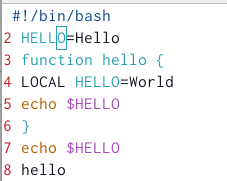 #!/bin/bash
2 HELLO=Hello
3 function hello {
4 LOCAL HELLO=World
5 echo $HELLO
6 }
7 echo $HELLO
8 hello